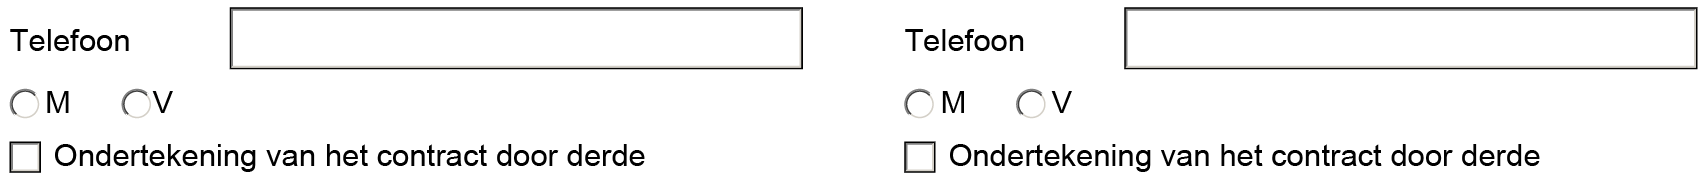 Telefoon Telefoon
M V M V
Ondertekening van het contract door derde Ondertekening van het contract door derde